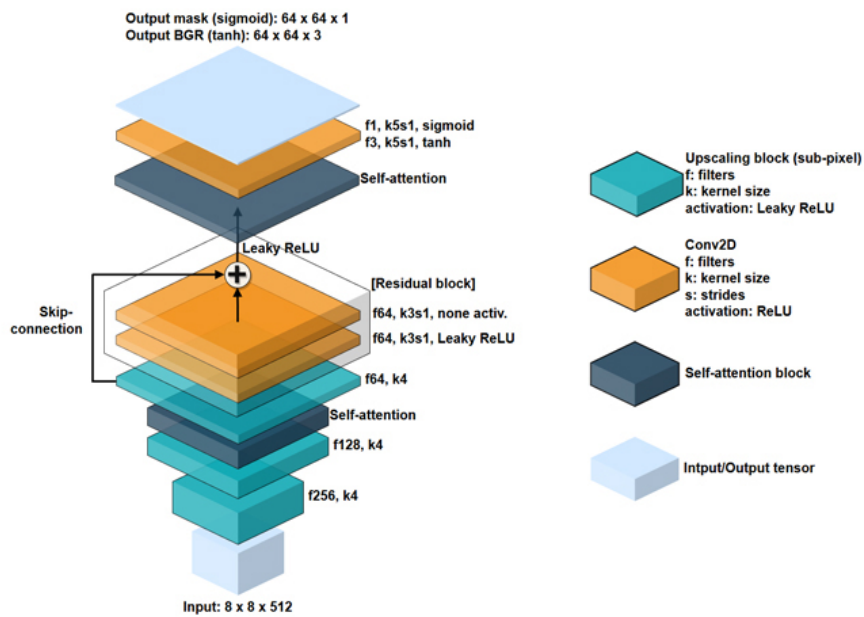 Output mask (sigmoid): 64 x 64 x 1
Output BGR (tanh): 64 x 64 x 3
f1, k5s1, sigmoid
f3, k5s1, tanh
Self-attention
Leaky ReLU
[Residual block]
Skip-
connection
f64, k3s1, none activ.
f64, k3s1, Leaky ReLU
f64, k4
Self-attention
f128, k4
f256, k4
Input: 8 x 8 x 512
Upscaling block (sub-pixel)
f: filters
k: kernel size
activation: Leaky ReLU
Conv2D
f: filters
k: kernel size
s: strides
activation: ReLU
Self-attention block
Intput/Output tensor